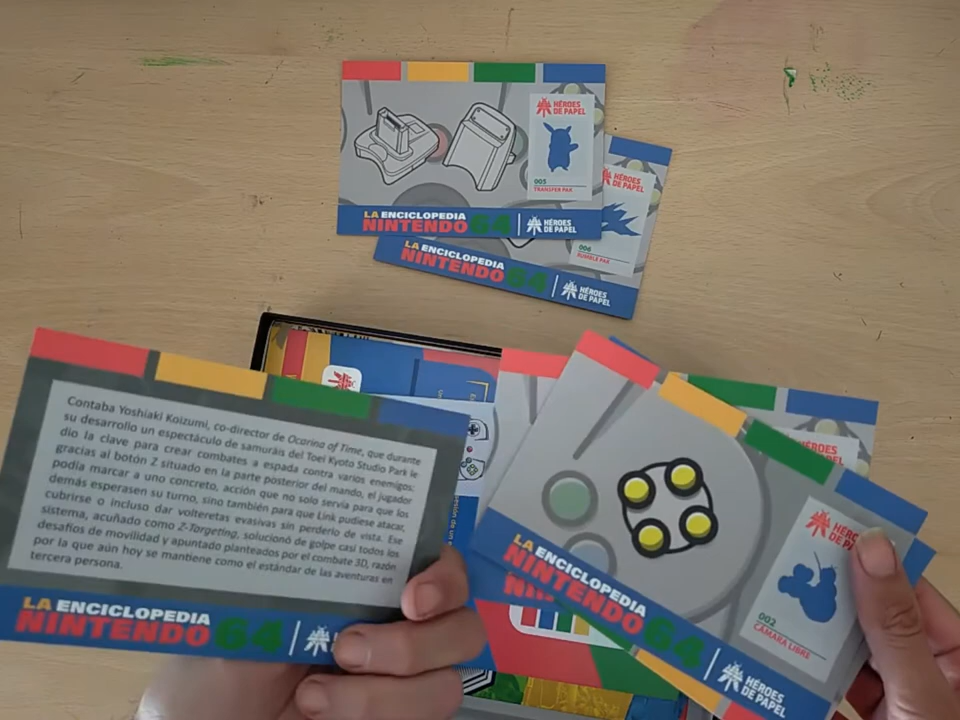 HÉROES
DE PAPEL
005
TRANSFER PAK
LA ENCICLOPEDIA
NINTENDO 64
HÉROES
DE PAPEL
HÉROES
DE PAPEL
006
RUMBLE PAK
LA ENCICLOPEDIA
NINTENDO 64
HÉROES
DE PAPEL
Contaba Yoshiaki Koizumi, co-director de Ocarina of Time, que durante
su desarrollo un espectáculo de samuráis del Toei Kyoto Studio Park le
dio la clave para crear combates a espada contra varios enemigos:
gracias al botón Z situado en la parte posterior del mando, el jugador
podía marcar a uno concreto, acción que no solo servía para que los
demás esperasen su turno, sino también para que Link pudiese atacar,
cubrirse o incluso dar volteretas evasivas sin perderlo de vista. Ese
sistema, acuñado como Z-Targeting, solucionó de golpe casi todos los
desafíos de movilidad y apuntado planteados por el combate 3D, razón
por la que aún hoy se mantiene como el estándar de las aventuras en
tercera persona.
LA ENCICLOPEDIA
NINTENDO 64
002
CÁMARA LIBRE
LA ENCICLOPEDIA
NINTENDO 64
HÉROES
DE PAPEL